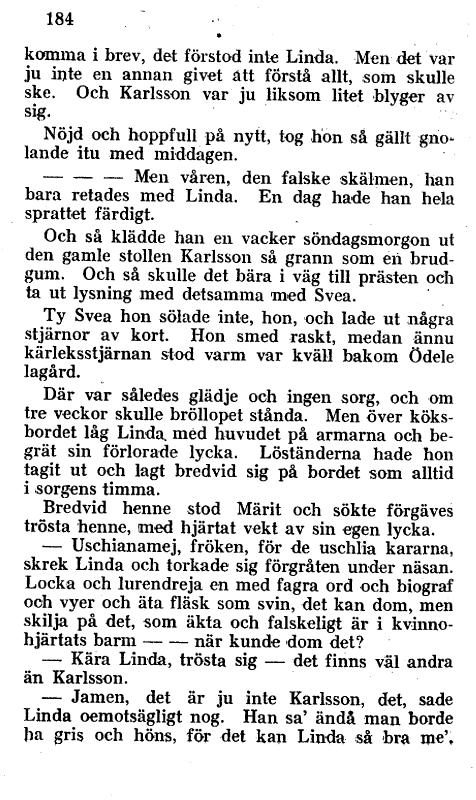 184
komma i brev, det förstod inte Linda. Men det var
ju inte en annan givet att förstå allt, som skulle
ske. Och Karlsson var ju liksom litet blyger av
sig.
Nöjd och hoppfull på nytt, tog hon så gällt gno-
lande itu med middagen.
— — — Men våren, den falske skälmen, han
bara retades med Linda. En dag hade han hela
sprattet färdigt.
Och så klädde han en vacker söndagsmorgon ut
den gamle stollen Karlsson så grann som en brud-
gum. Och så skulle det bära i väg till prästen och
ta ut lysning med detsamma med Svea.
Ty Svea hon sölade inte, hon, och lade ut några
stjärnor av kort. Hon smed raskt, medan ännu
kärleksstjärnan stod varm var kväll bakom Ödele
lagård.
Där var således glädje och ingen sorg, och om
tre veckor skulle bröllopet stånda. Men över köks-
bordet låg Linda med huvudet på armarna och be-
grät sin förlorade lycka. Löständerna hade hon
tagit ut och lagt bredvid sig på bordet som alltid
i sorgens timma.
Bredvid henne stod Märit och sökte förgäves
trösta henne, med hjärtat vekt av sin egen lycka.
— Uschianamej, fröken, för de uschlia kararna,
skrek Linda och torkade sig förgråten under näsan.
Locka och lurendreja en med fagra ord och biograf
och vyer och äta fläsk som svin, det kan dom, men
skilja på det, som äkta och falskeligt är i kvinno-
hjärtats barm — — när kunde dom det?
— Kära Linda, trösta sig — det finns väl andra
än Karlsson.
— Jamen, det är ju inte Karlsson, det, sade
Linda oemotsägligt nog. Han sa' ändå man borde
ha gris och höns, för det kan Linda så bra me'.